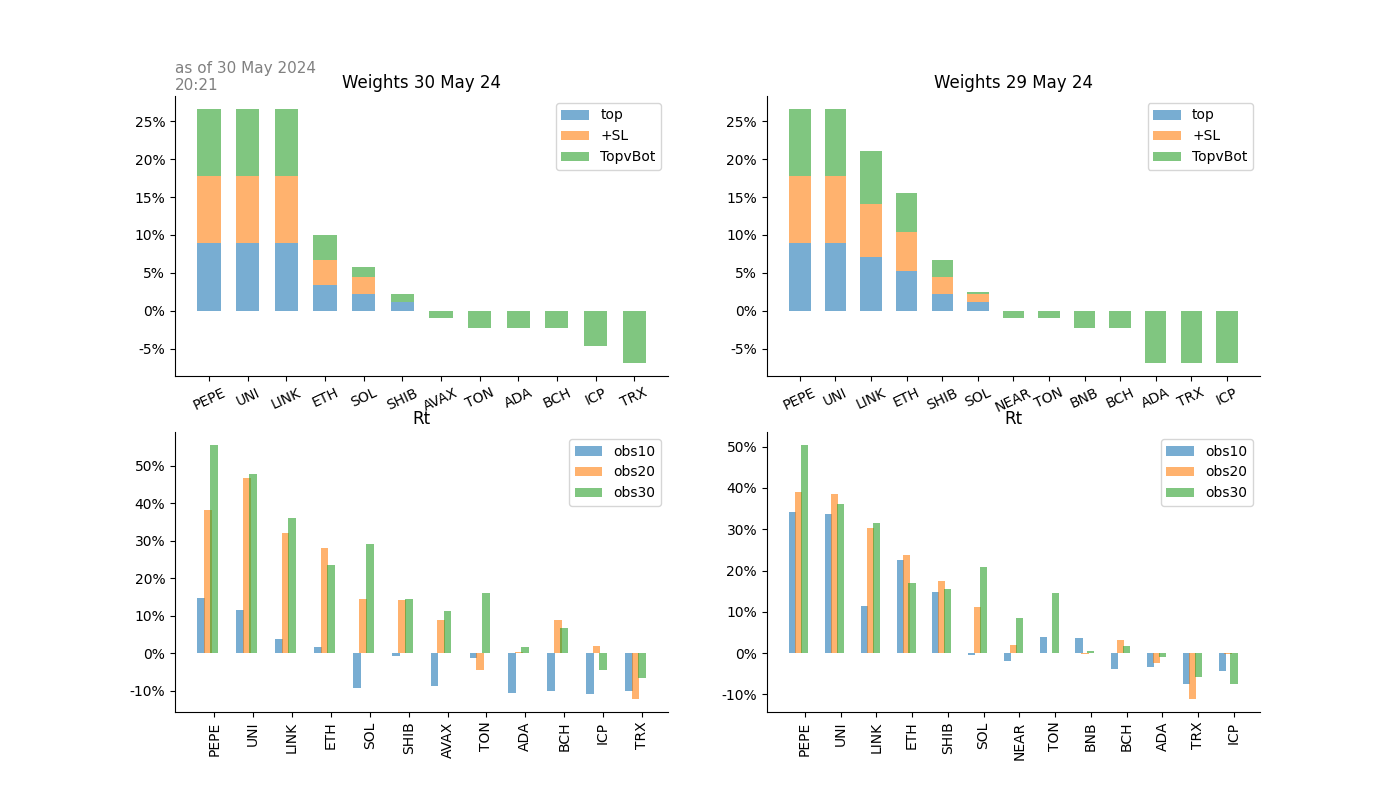 as of 30 May 2024
20:21
Weights 30 May 24
25%
20%
15%
10%
5%
0%
-5%
top
+SL
TopvBot
PEPE
UNI
LINK
ETH
SOL
SHIB
AVAX
TON
ADA
BCH
ICP
TRX
Weights 29 May 24
25%
20%
15%
10%
5%
0%
-5%
top
+SL
TopvBot
PEPE
UNI
LINK
ETH
SHIB
SOL
NEAR
TON
BNB
BCH
ADA
TRX
ICP
Rt
50%
40%
30%
20%
10%
0%
-10%
obs10
obs20
obs30
PEPE
UNI
LINK
ETH
SOL
SHIB
AVAX
TON
ADA
BCH
ICP
TRX
Rt
50%
40%
30%
20%
10%
0%
-10%
obs10
obs20
obs30
PEPE
UNI
LINK
ETH
SHIB
SOL
NEAR
TON
BNB
BCH
ADA
TRX
ICP